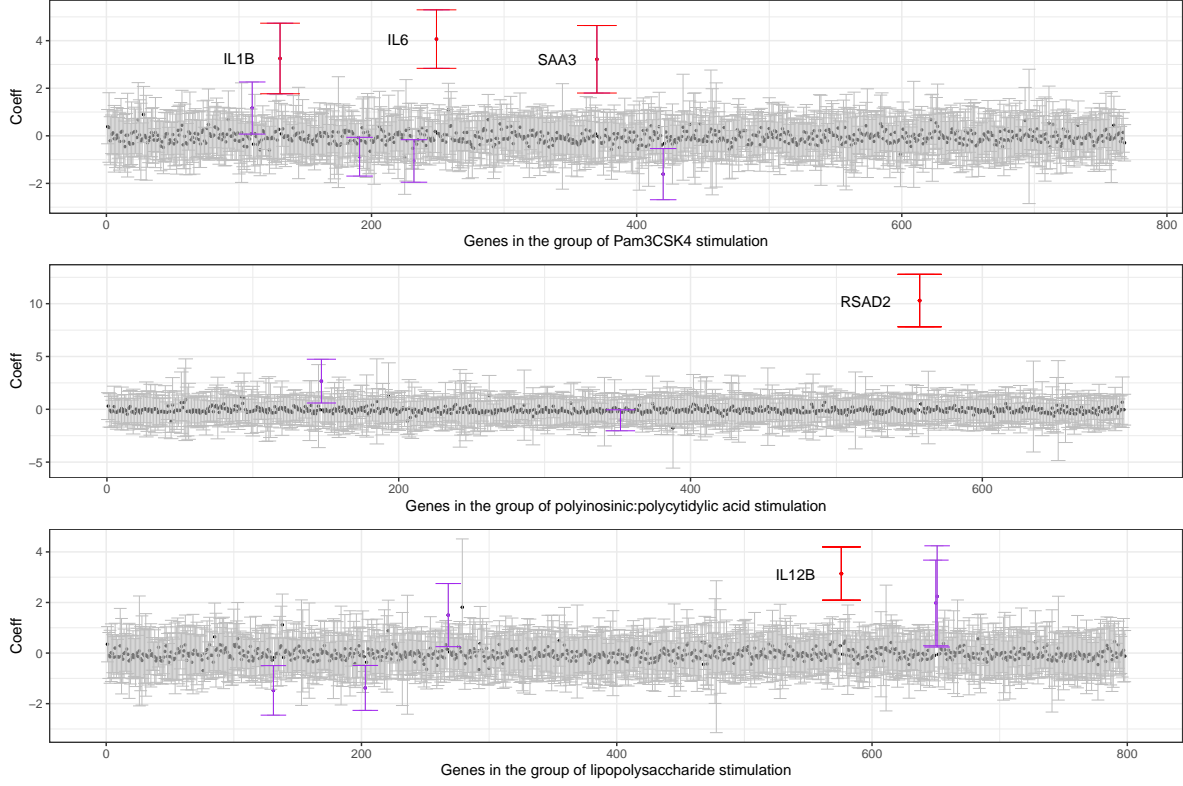 Coeff
4
2
0
−2
IL1B
IL6
SAA3
0
200
400
600
800
Genes in the group of Pam3CSK4 stimulation
Coeff
10
5
0
−5
RSAD2
0
200
400
600
Genes in the group of polyinosinic:polycytidylic acid stimulation
Coeff
4
2
0
−2
IL12B
0
200
400
600
800
Genes in the group of lipopolysaccharide stimulation